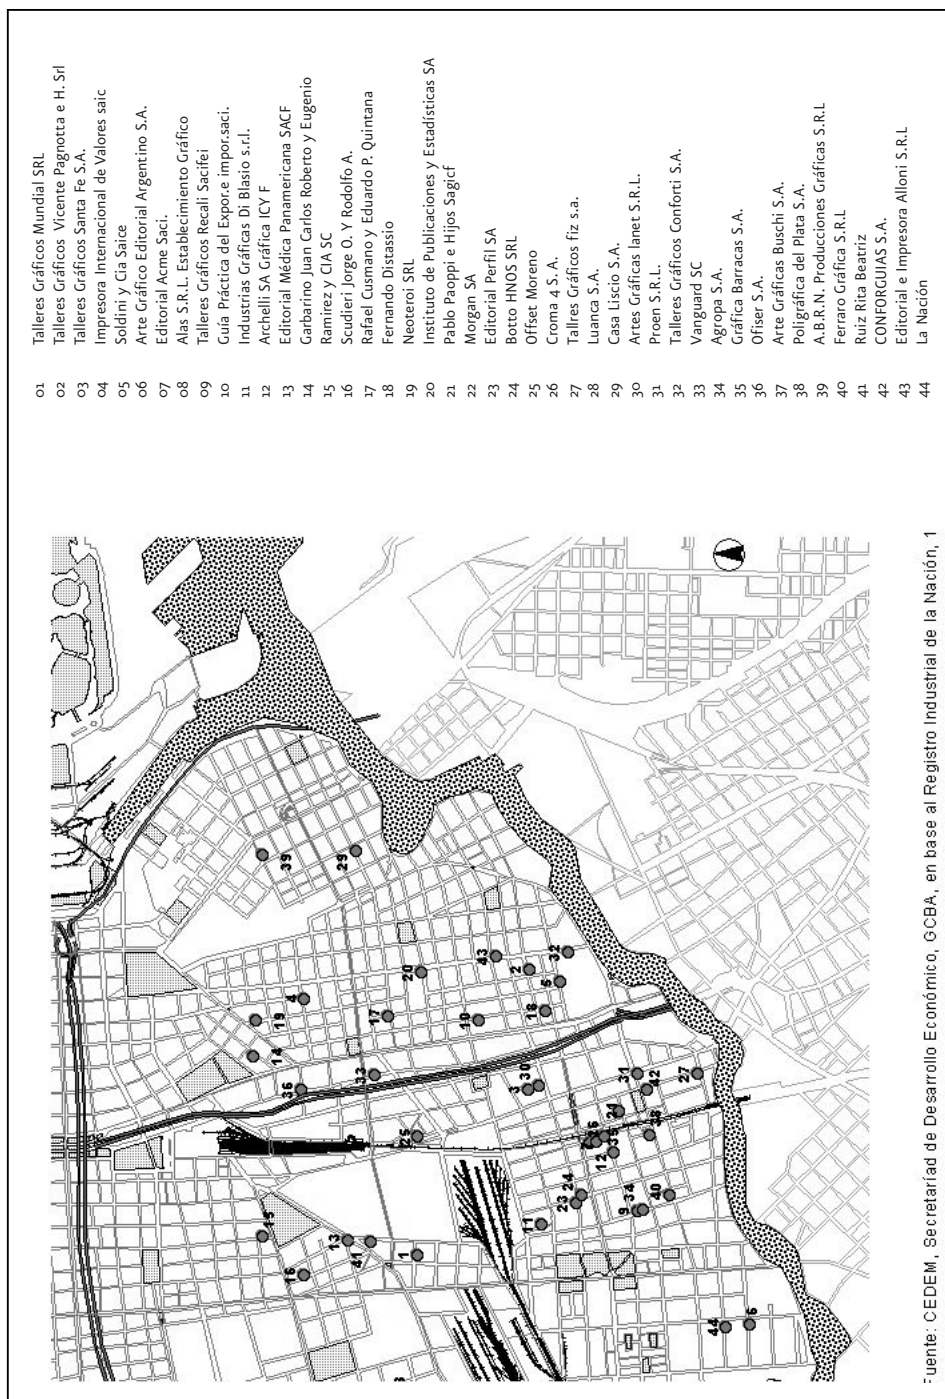 01 Talleres Gráficos Mundial SRL
02 Talleres Gráficos Vicente Pagnotta e H. Srl
03 Talleres Gráficos Santa Fe S.A.
04 Impresora Internacional de Valores saic
05 Soldini y Cía Saice
06 Arte Gráfico Editorial Argentino S.A.
07 Editorial Acme Saci.
08 Alas S.R.L. Establecimiento Gráfico
09 Talleres Gráficos Recali Sacifei
10 Guía Práctica del Expor.e impor.saci.
11 Industrias Gráficas Di Blasio s.r.l.
12 Archelli SA Gráfica ICY F
13 Editorial Médica Panamericana SACF
14 Garbarino Juan Carlos Roberto y Eugenio
15 Ramirez y CIA SC
16 Scudieri Jorge O. Y Rodolfo A.
17 Rafael Cusmano y Eduardo P. Quintana
18 Fernando Distassio
19 Neoteroi SRL
20 Instituto de Publicaciones y Estadísticas SA
21 Pablo Paoppi e Hijos Sagicf
22 Morgan SA
23 Editorial Perfil SA
24 Botto HNOS SRL
25 Offset Moreno
26 Croma 4 S. A.
27 Tallres Gráficos fiz s.a.
28 Luanca S.A.
29 Casa Liscio S.A.
30 Artes Gráficas Ianet S.R.L.
31 Proen S.R.L.
32 Talleres Gráficos Conforti S.A.
33 Vanguard SC
34 Agropa S.A.
35 Gráfica Barracas S.A.
36 Ofiser S.A.
37 Arte Gráficas Buschi S.A.
38 Poligráfica del Plata S.A.
39 A.B.R.N. Producciones Gráficas S.R.L
40 Ferraro Gráfica S.R.L
41 Ruiz Rita Beatriz
42 CONFORGUIAS S.A.
43 Editorial e Impresora Alloni S.R.L
44 La Nación
39
29
4
19
14
20
43
2
32
5
17
10
18
36
33
3
30
31
42
27
21
25
35
12
38
15
16
13
41
1
11
23
24
9
34
40
44
6
Fuente: CEDEM, Secretaríad de Desarrollo Económico, GCBA, en base al Registro Industrial de la Nación, 1